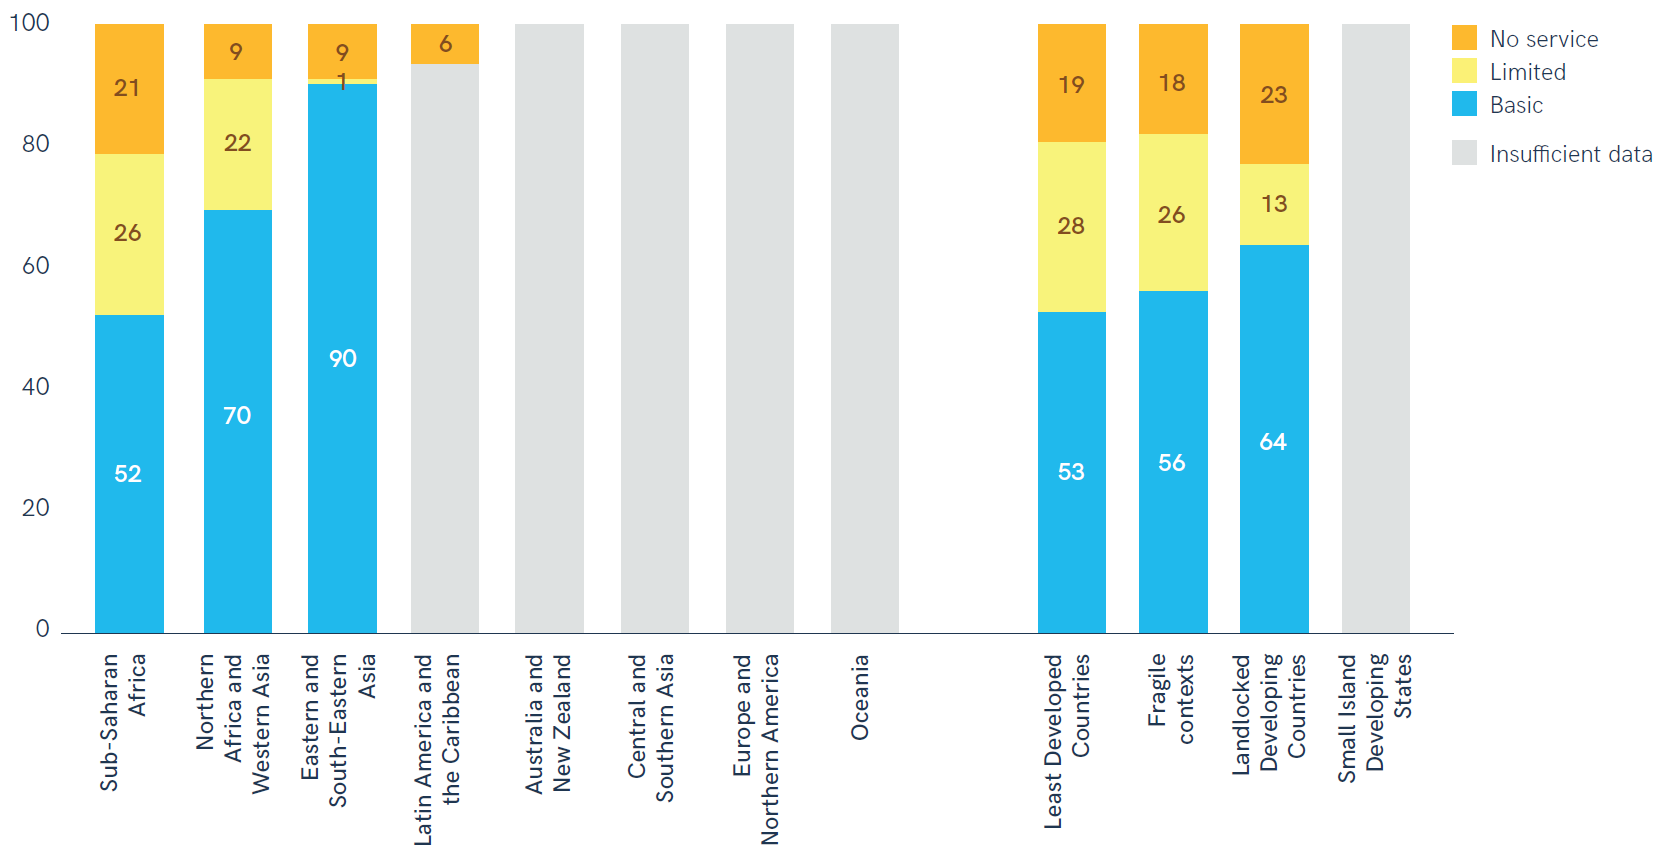 100
80
60
40
20
0
21
26
52
9
22
70
9
1
90
6
19
28
53
18
26
56
23
13
64
No service
Limited
Basic
Insufficient data
Sub-Saharan
Africa
Northern
Africa and
Western Asia
Eastern and
South-Eastern
Asia
Latin America and
the Caribbean
Australia and
New Zealand
Central and
Southern Asia
Europe and
Northern America
Oceania
Least Developed
Countries
Fragile
contexts
Landlocked
Developing
Countries
Small Island
Developing
States